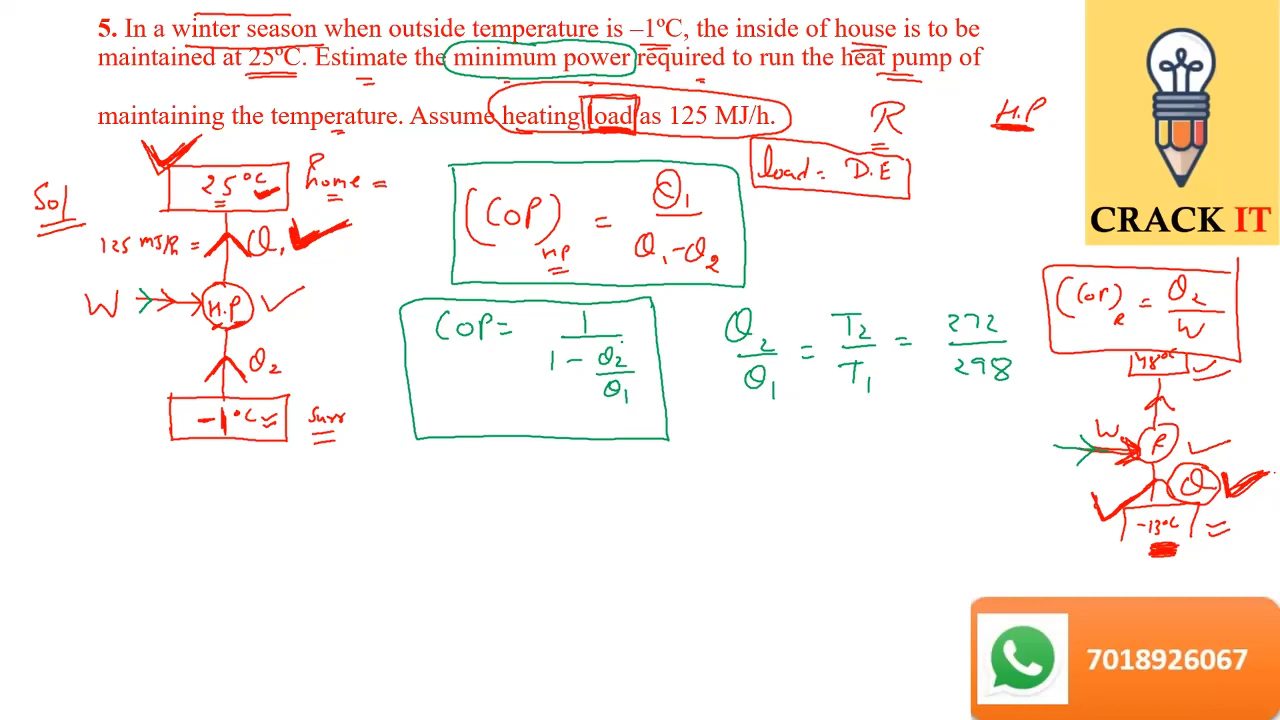 5. In a winter season when outside temperature is –1ºC, the inside of house is to be
maintained at 25ºC. Estimate the minimum power required to run the heat pump of
maintaining the temperature. Assume heating load as 125 MJ/h.
R
H.P
load = D.E
Sol
25°C
home =
125 MJ/h = Q1
W
H.P
Q2
-1°C
Surr
(COP)HP = Q1 / Q1-Q2
COP = 1 / 1 - Q2/Q1
Q2/Q1 = T2/T1 = 272/298
CRACK IT
(COP)R = Q2/W
48°C
W
R
Q
-13°C
7018926067